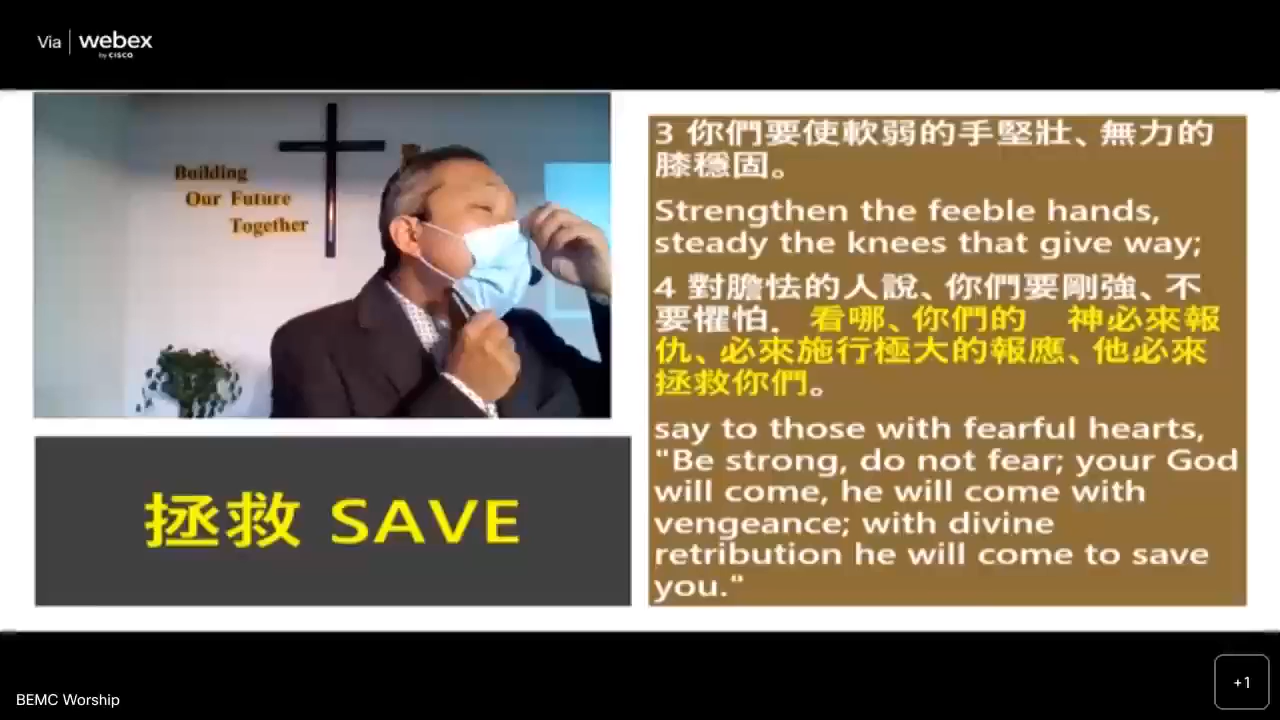 Via webex
by CISCO
Building
Our Future
Together
3 你們要使軟弱的手堅壯、無力的
膝穩固。
Strengthen the feeble hands,
steady the knees that give way;
4 對膽怯的人說、你們要剛強、不
要懼怕． 看哪、你們的　神必來報
仇、必來施行極大的報應、他必來
拯救你們。
say to those with fearful hearts,
"Be strong, do not fear; your God
will come, he will come with
vengeance; with divine
retribution he will come to save
you."
拯救 SAVE
BEMC Worship
+1